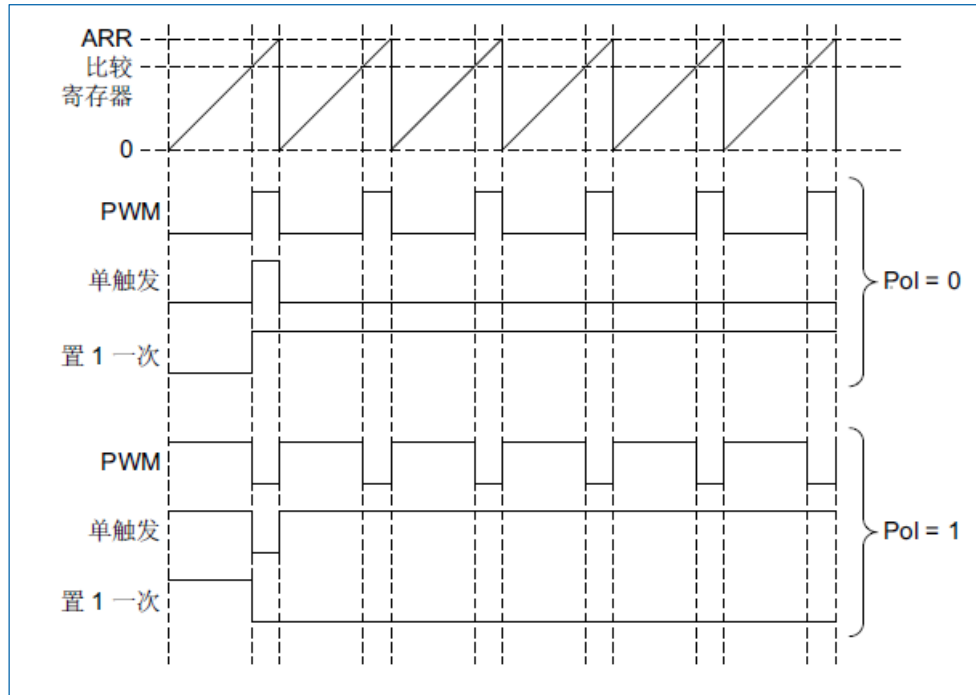 ARR
比较
寄存器
0
PWM
单触发
置 1 一次
Pol = 0
PWM
单触发
置 1 一次
Pol = 1